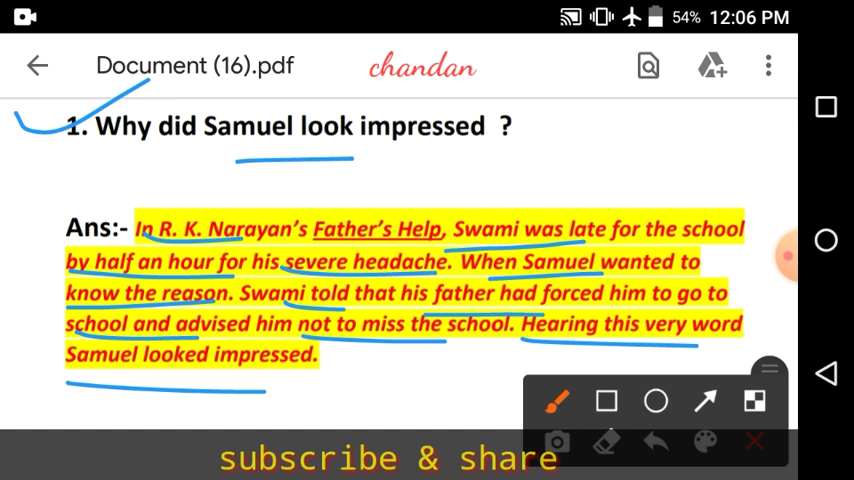 54% 12:06 PM
Document (16).pdf
chandan
1. Why did Samuel look impressed ?
Ans:- In R. K. Narayan's Father's Help, Swami was late for the school
by half an hour for his severe headache. When Samuel wanted to
know the reason. Swami told that his father had forced him to go to
school and advised him not to miss the school. Hearing this very word
Samuel looked impressed.
subscribe & share